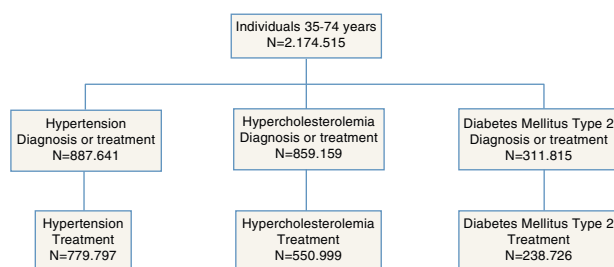 Individuals 35-74 years
N=2.174.515
Hypertension
Diagnosis or treatment
N=887.641
Hypercholesterolemia
Diagnosis or treatment
N=859.159
Diabetes Mellitus Type 2
Diagnosis or treatment
N=311.815
Hypertension
Treatment
N=779.797
Hypercholesterolemia
Treatment
N=550.999
Diabetes Mellitus Type 2
Treatment
N=238.726